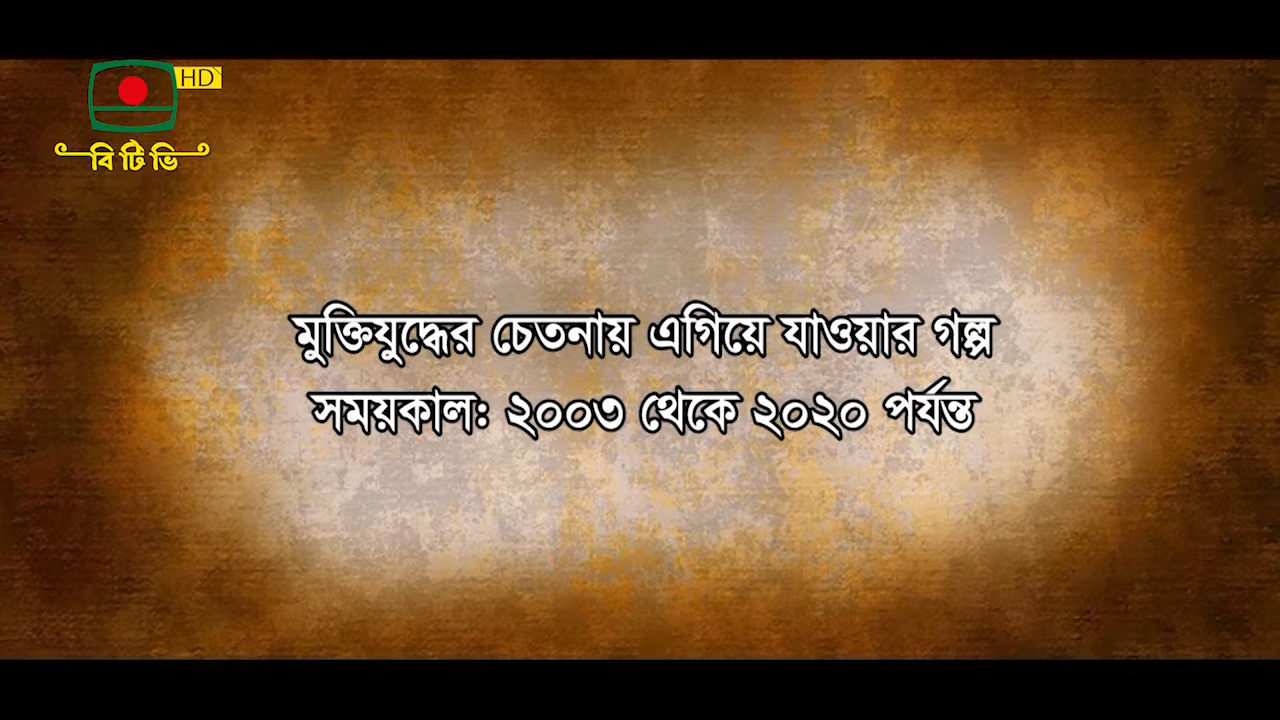 HD
বি টি ভি
মুক্তিযুদ্ধের চেতনায় এগিয়ে যাওয়ার গল্প
সময়কাল: ২০০৩ থেকে ২০২০ পর্যন্ত